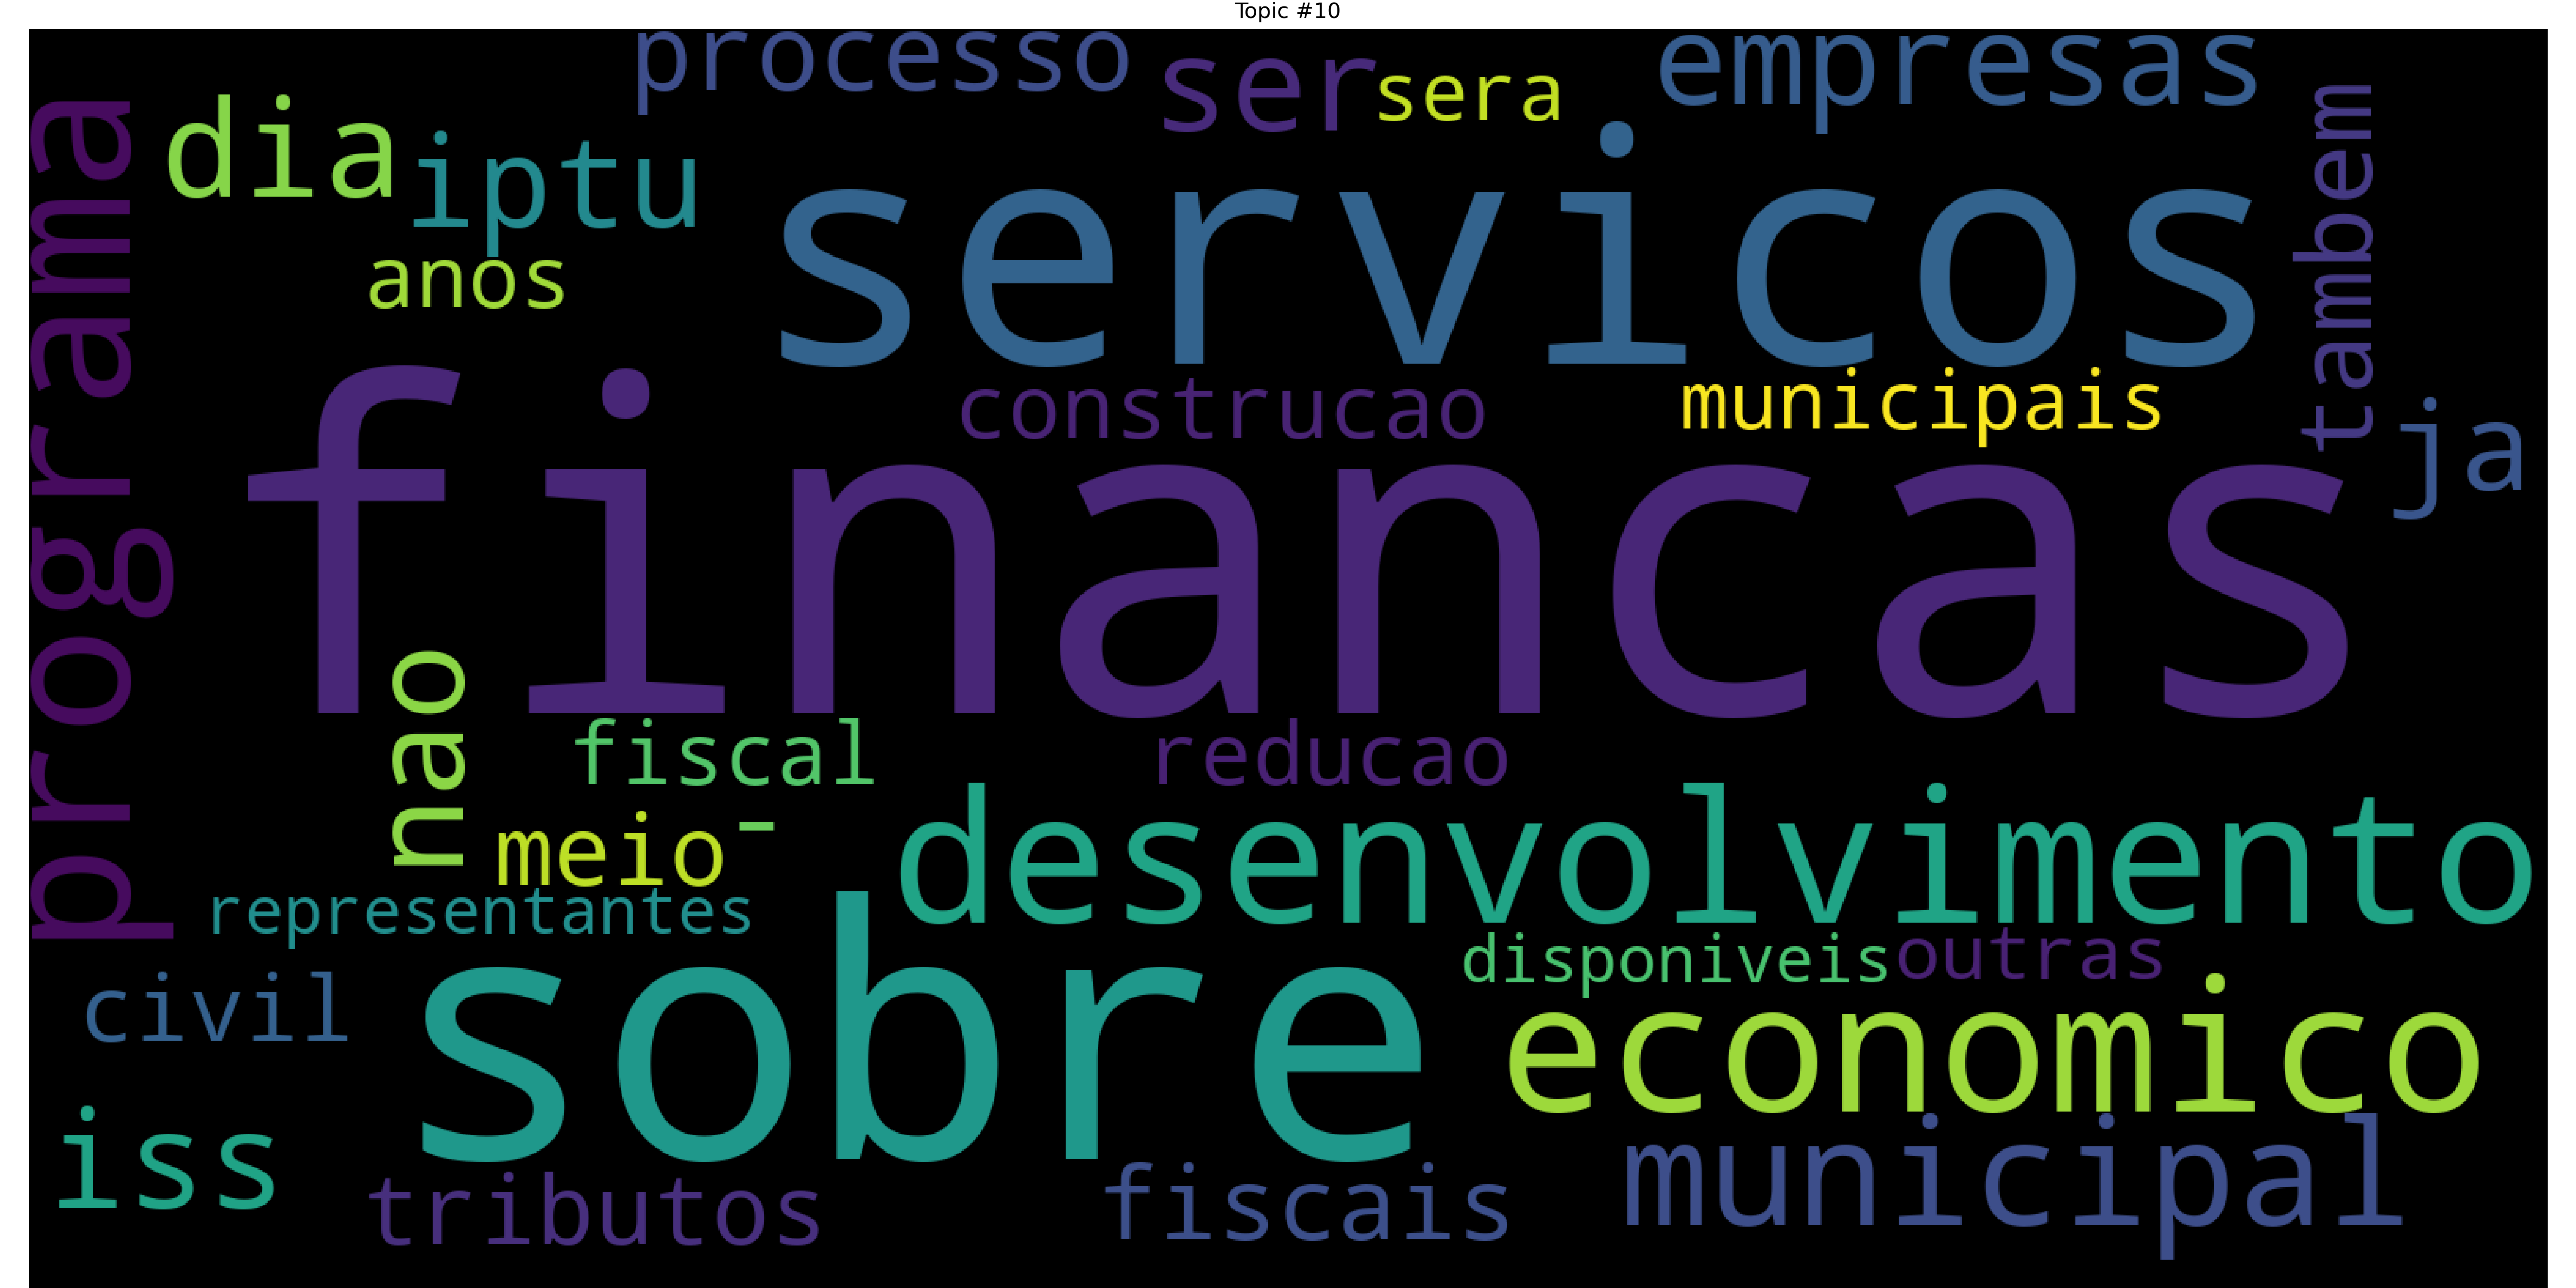 Topic #10
processo
ser
sera
empresas
programa
dia
iptu
servicos
tambem
anos
construcao
municipais
ja
financas
nao
fiscal
reducao
meio
-
desenvolvimento
representantes
sobre
disponiveis
outras
civil
economico
iss
tributos
fiscais
municipal